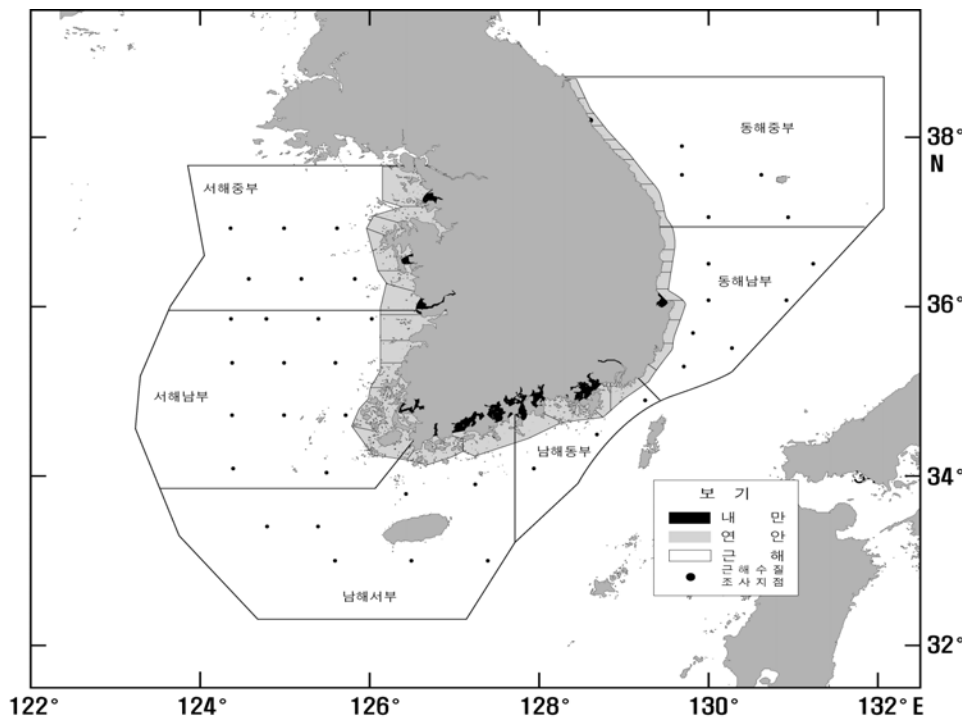 동해중부
38°
N
서해중부
동해남부
36°
서해남부
남해동부
34°
보 기
내 만
연 안
근 해
근 해 수 질
조 사 지 점
남해서부
32°
122° 124° 126° 128° 130° 132° E